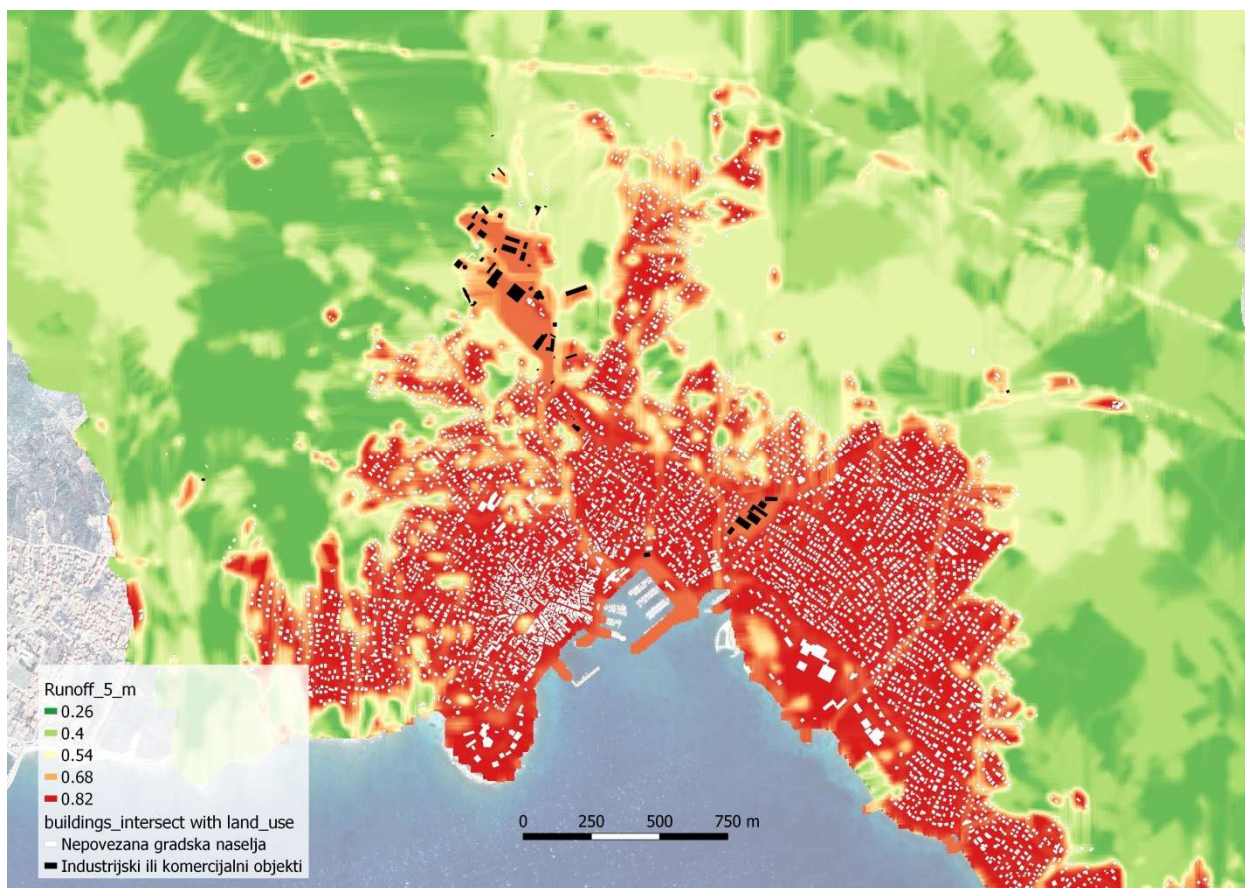 Runoff_5_m
0.26
0.4
0.54
0.68
0.82
buildings_intersect with land_use
Nepovezana gradska naselja
Industrijski ili komercijalni objekti
0 250 500 750 m